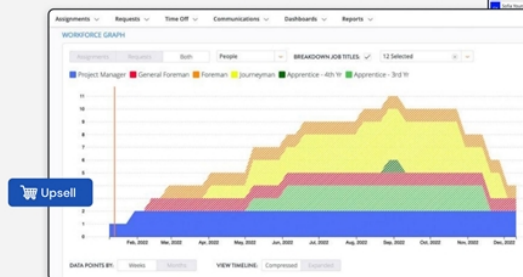 Assignments Requests Time Off Communications Dashboards Reports
WORKFORCE GRAPH
Assignments Requests Both People BREAKDOWN JOB TITLES: 12 Selected
Project Manager General Foreman Foreman Journeyman Apprentice - 4th Yr Apprentice - 3rd Yr
11
10
9
8
7
6
5
4
3
2
1
0
Upsell
Feb, 2022 Mar, 2022 Apr, 2022 May, 2022 Jun, 2022 Jul, 2022 Aug, 2022 Sep, 2022 Oct, 2022 Nov, 2022 Dec, 2022
DATA POINTS BY: Weeks Months VIEW TIMELINE: Compressed Expanded